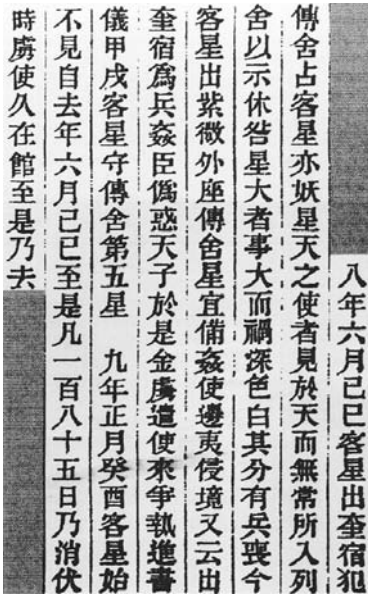 八年六月己巳客星出奎宿犯
傳舍占客星亦妖星天之使者見於天而無常所入列
舍以示休咎星大者事大而禍深色白其分有兵喪今
客星出紫微外座傳舍星宜備姦使邊夷侵境又云出
奎宿爲兵姦臣僞惑天子於是金虜遣使來爭執進書
儀甲戌客星守傳舍第五星　九年正月癸酉客星始
不見自去年六月己巳至是凡一百八十五日乃消伏
時虜使久在館至是乃去